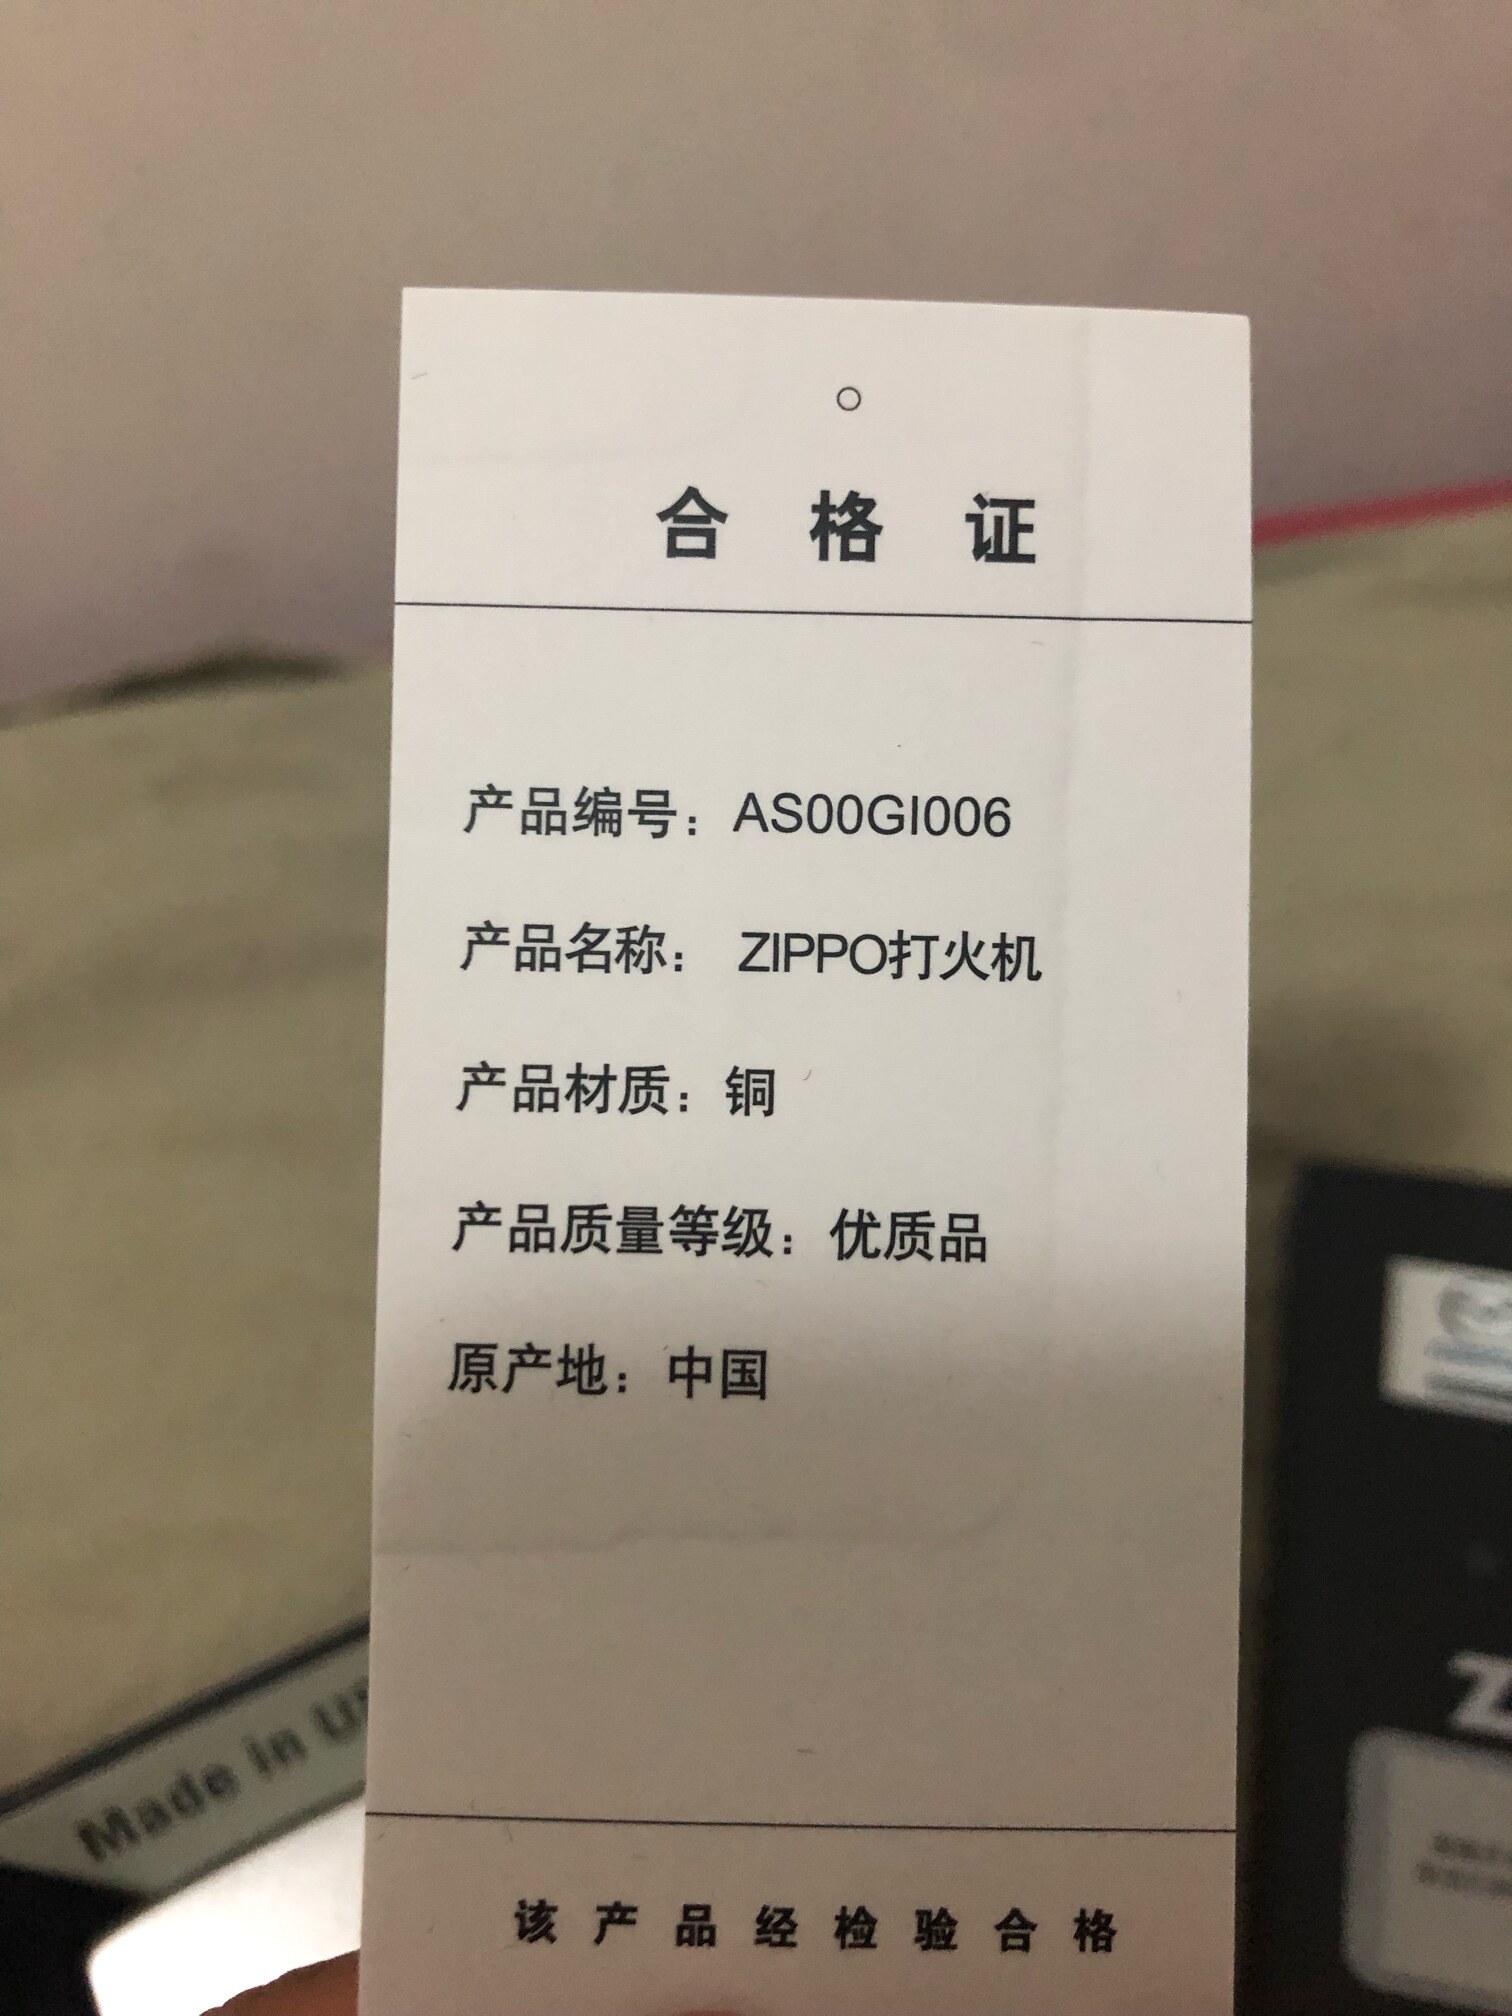 合格证
产品编号：AS00GI006
产品名称： ZIPPO打火机
产品材质：铜
产品质量等级：优质品
原产地：中国
Made in
该产品经检验合格